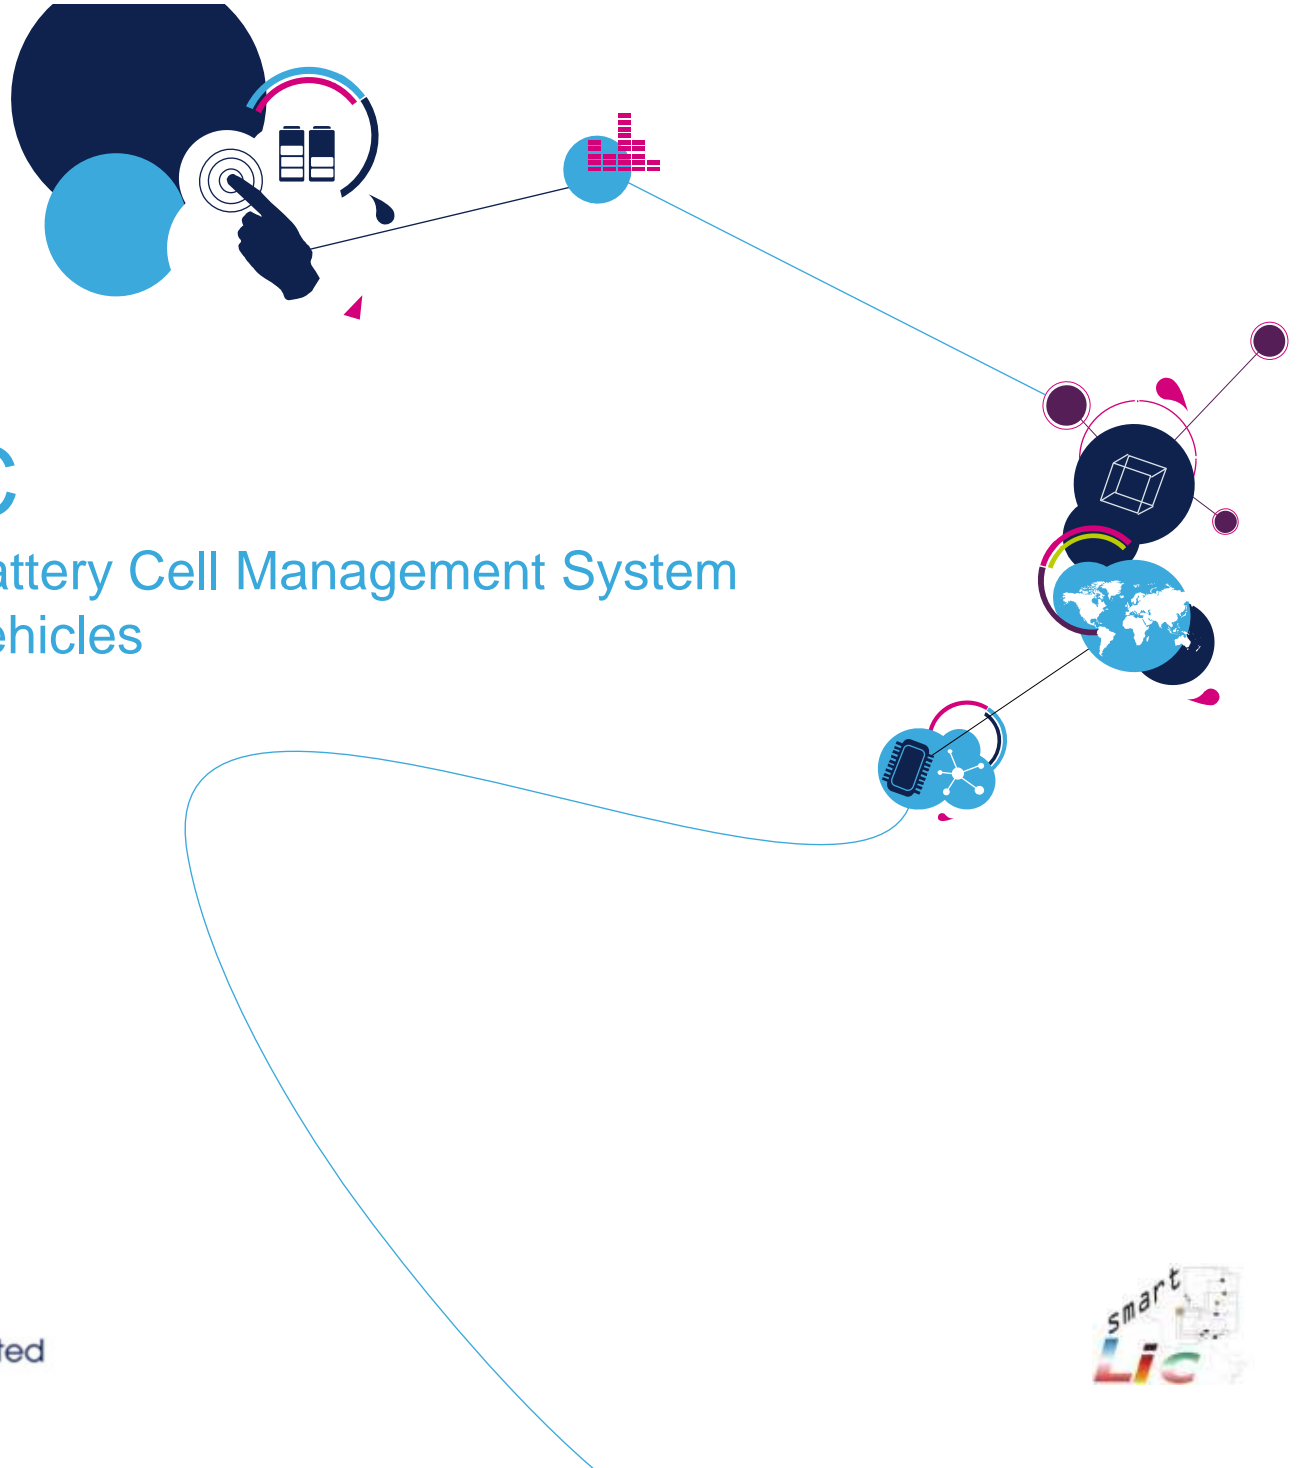 C
attery Cell Management System
ehicles
smart
Lic
ted